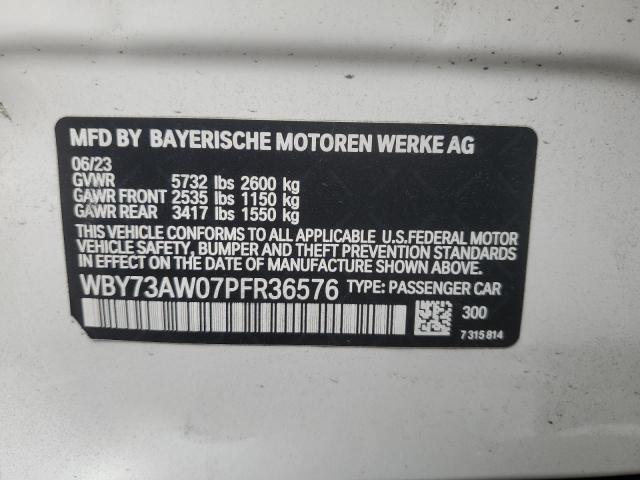 MFD BY BAYERISCHE MOTOREN WERKE AG
06/23
GVWR 5732 lbs 2600 kg
GAWR FRONT 2535 lbs 1150 kg
GAWR REAR 3417 lbs 1550 kg
THIS VEHICLE CONFORMS TO ALL APPLICABLE U.S.FEDERAL MOTOR
VEHICLE SAFETY, BUMPER AND THEFT PREVENTION STANDARDS
IN EFFECT ON THE DATE OF MANUFACTURE SHOWN ABOVE.
WBY73AW07PFR36576 TYPE: PASSENGER CAR
300
7 315 814